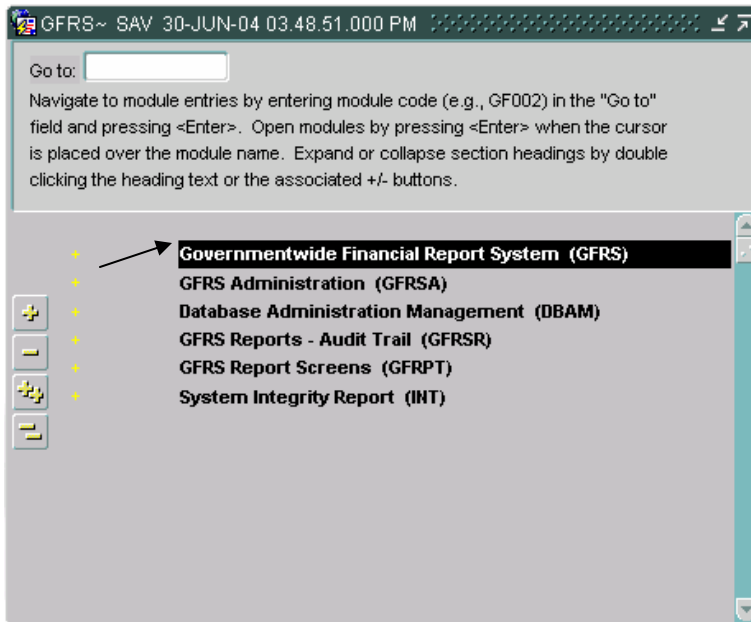 GFRS~ SAV 30-JUN-04 03.48.51.000 PM
Go to:
Navigate to module entries by entering module code (e.g., GF002) in the "Go to"
field and pressing <Enter>. Open modules by pressing <Enter> when the cursor
is placed over the module name. Expand or collapse section headings by double
clicking the heading text or the associated +/- buttons.
+ Governmentwide Financial Report System (GFRS)
+ GFRS Administration (GFRSA)
+ Database Administration Management (DBAM)
+ GFRS Reports - Audit Trail (GFRSR)
+ GFRS Report Screens (GFRPT)
+ System Integrity Report (INT)